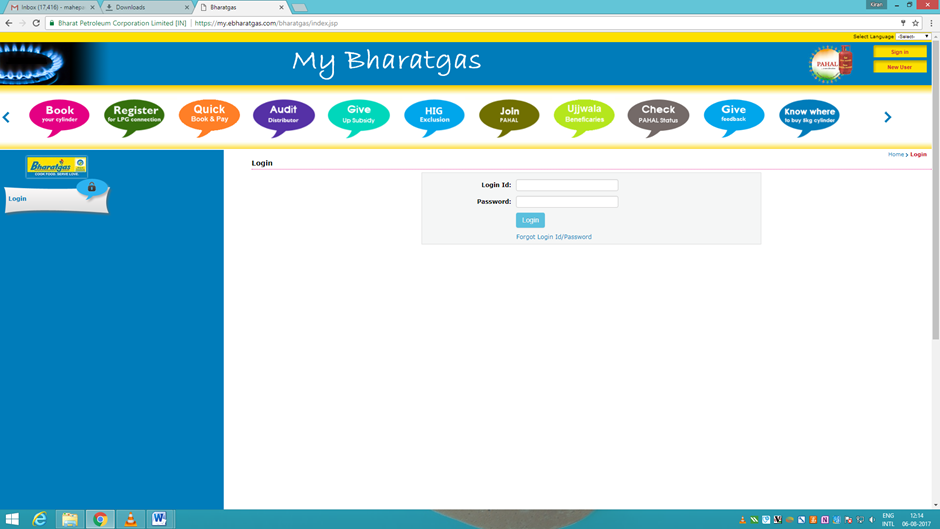 Inbox (17,416) - mahepa
Downloads
Bharatgas
Kiran
Bharat Petroleum Corporation Limited [IN]
https://my.ebharatgas.com/bharatgas/index.jsp
Select Language -Select-
My Bharatgas
PAHAL
Sign in
New User
Book
your cylinder
Register
for LPG connection
Quick
Book & Pay
Audit
Distributor
Give
Up Subsidy
HIG
Exclusion
Join
PAHAL
Ujjwala
Beneficiaries
Check
PAHAL Status
Give
feedback
Know where
to buy 5kg cylinder
Bharatgas
COOK FOOD. SERVE LOVE
Login
Home > Login
Login
Login Id:
Password:
Login
Forgot Login Id/Password
ENG
INTL
12:14
06-08-2017